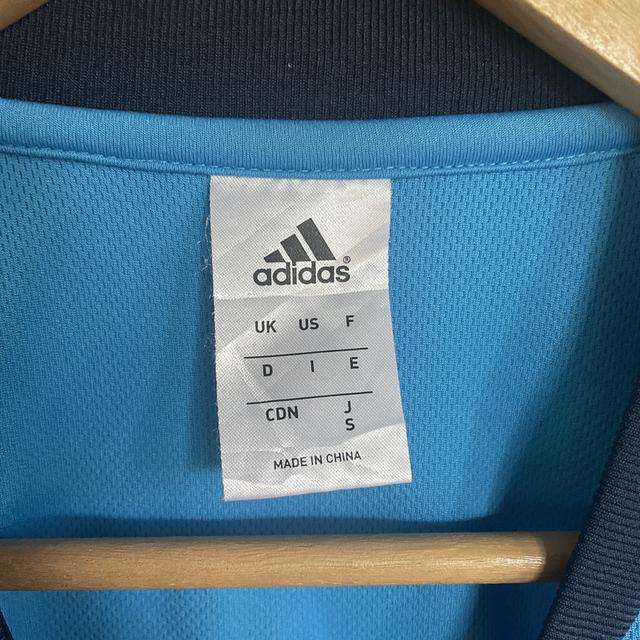 adidas®
UK US F
D I E
CDN J
S
MADE IN CHINA